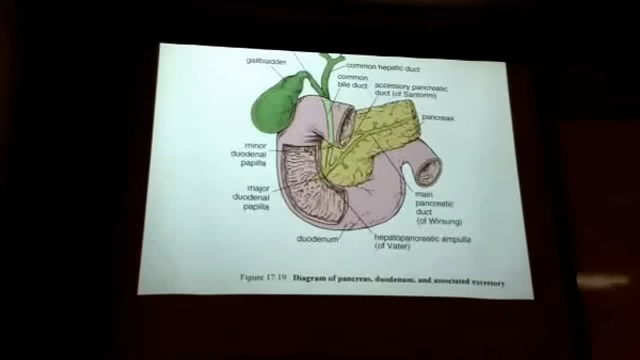 gallbladder
common hepatic duct
common
bile duct
accessory pancreatic
duct (of Santorini)
pancreas
minor
duodenal
papilla
major
duodenal
papilla
main
pancreatic
duct
(of Wirsung)
duodenum
hepatopancreatic ampulla
(of Vater)
Figure 17.19 Diagram of pancreas, duodenum, and associated excretory